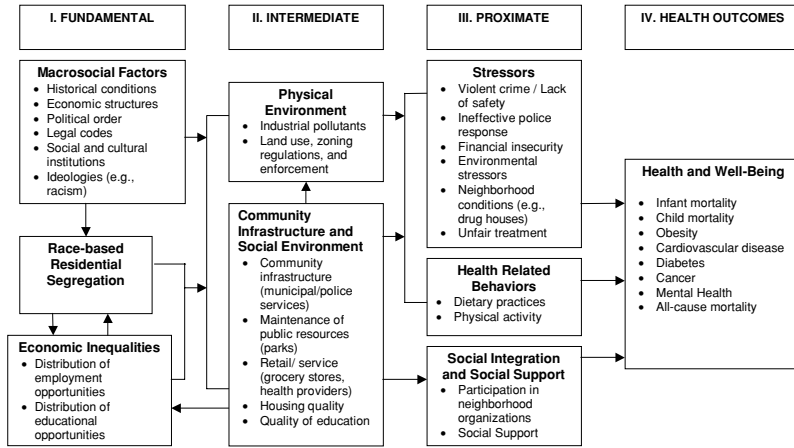 I. FUNDAMENTAL
II. INTERMEDIATE
III. PROXIMATE
IV. HEALTH OUTCOMES
Macrosocial Factors
• Historical conditions
• Economic structures
• Political order
• Legal codes
• Social and cultural
institutions
• Ideologies (e.g.,
racism)
Race-based
Residential
Segregation
Economic Inequalities
• Distribution of
employment
opportunities
• Distribution of
educational
opportunities
Physical
Environment
• Industrial pollutants
• Land use, zoning
regulations, and
enforcement
Community
Infrastructure and
Social Environment
• Community
infrastructure
(municipal/police
services)
• Maintenance of
public resources
(parks)
• Retail/ service
(grocery stores,
health providers)
• Housing quality
• Quality of education
Stressors
• Violent crime / Lack
of safety
• Ineffective police
response
• Financial insecurity
• Environmental
stressors
• Neighborhood
conditions (e.g.,
drug houses)
• Unfair treatment
Health Related
Behaviors
• Dietary practices
• Physical activity
Social Integration
and Social Support
• Participation in
neighborhood
organizations
• Social Support
Health and Well-Being
• Infant mortality
• Child mortality
• Obesity
• Cardiovascular disease
• Diabetes
• Cancer
• Mental Health
• All-cause mortality